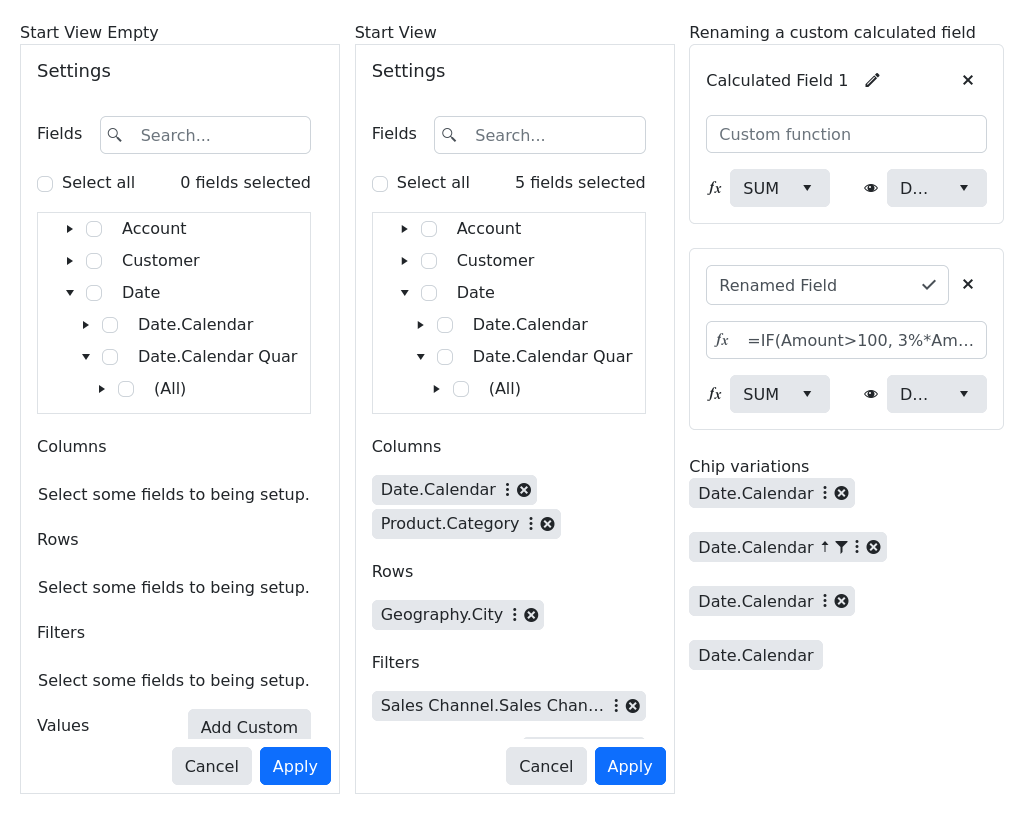 Start View Empty
Settings
Fields
Search...
Select all
0 fields selected
Account
Customer
Date
Date.Calendar
Date.Calendar Quar
(All)
Columns
Select some fields to being setup.
Rows
Select some fields to being setup.
Filters
Select some fields to being setup.
Values
Add Custom
Cancel
Apply
Start View
Settings
Fields
Search...
Select all
5 fields selected
Account
Customer
Date
Date.Calendar
Date.Calendar Quar
(All)
Columns
Date.Calendar
Product.Category
Rows
Geography.City
Filters
Sales Channel.Sales Chan...
Cancel
Apply
Renaming a custom calculated field
Calculated Field 1
Custom function
fx SUM
D...
Renamed Field
fx =IF(Amount>100, 3%*Am...
fx SUM
D...
Chip variations
Date.Calendar
Date.Calendar
Date.Calendar
Date.Calendar